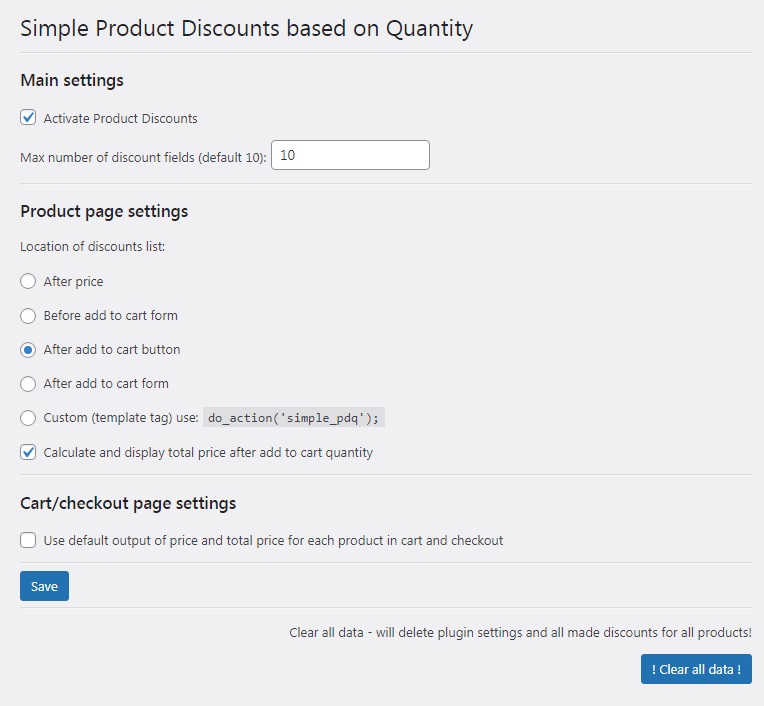 Simple Product Discounts based on Quantity
Main settings
Activate Product Discounts
Max number of discount fields (default 10): 10
Product page settings
Location of discounts list:
After price
Before add to cart form
After add to cart button
After add to cart form
Custom (template tag) use: do_action('simple_pdq');
Calculate and display total price after add to cart quantity
Cart/checkout page settings
Use default output of price and total price for each product in cart and checkout
Save
Clear all data - will delete plugin settings and all made discounts for all products!
! Clear all data !